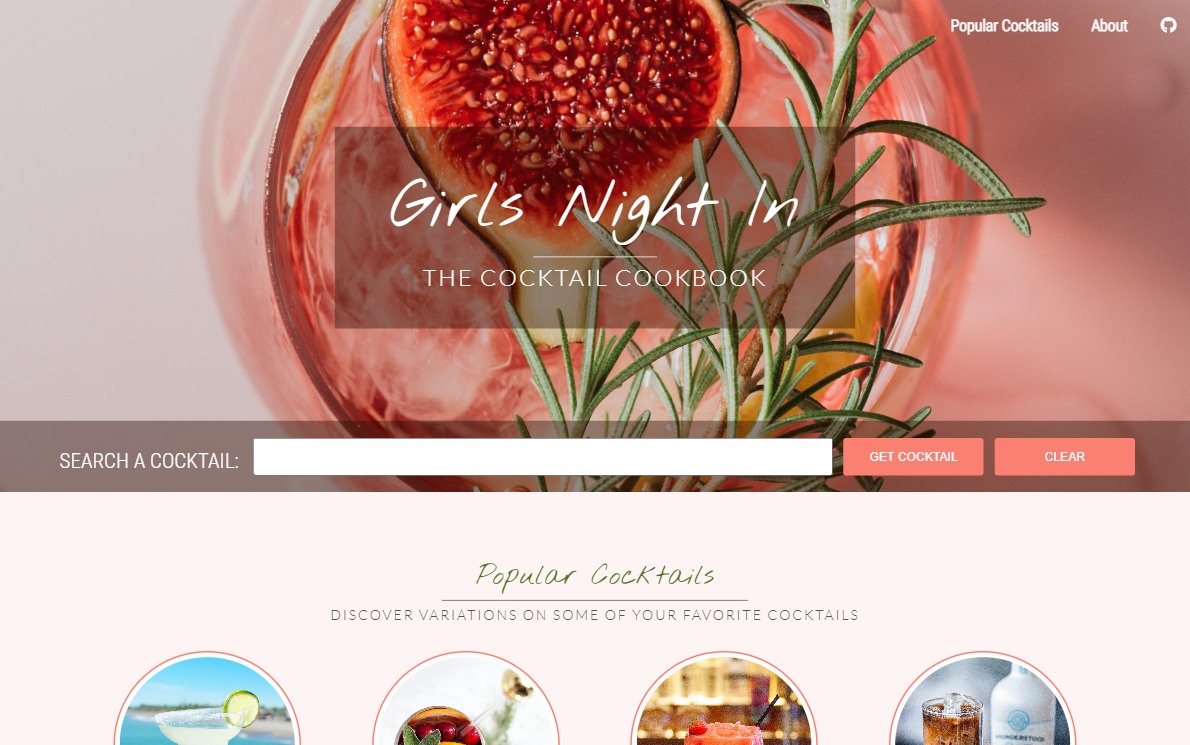 Popular Cocktails About
Girls Night In
THE COCKTAIL COOKBOOK
SEARCH A COCKTAIL: GET COCKTAIL CLEAR
Popular Cocktails
DISCOVER VARIATIONS ON SOME OF YOUR FAVORITE COCKTAILS